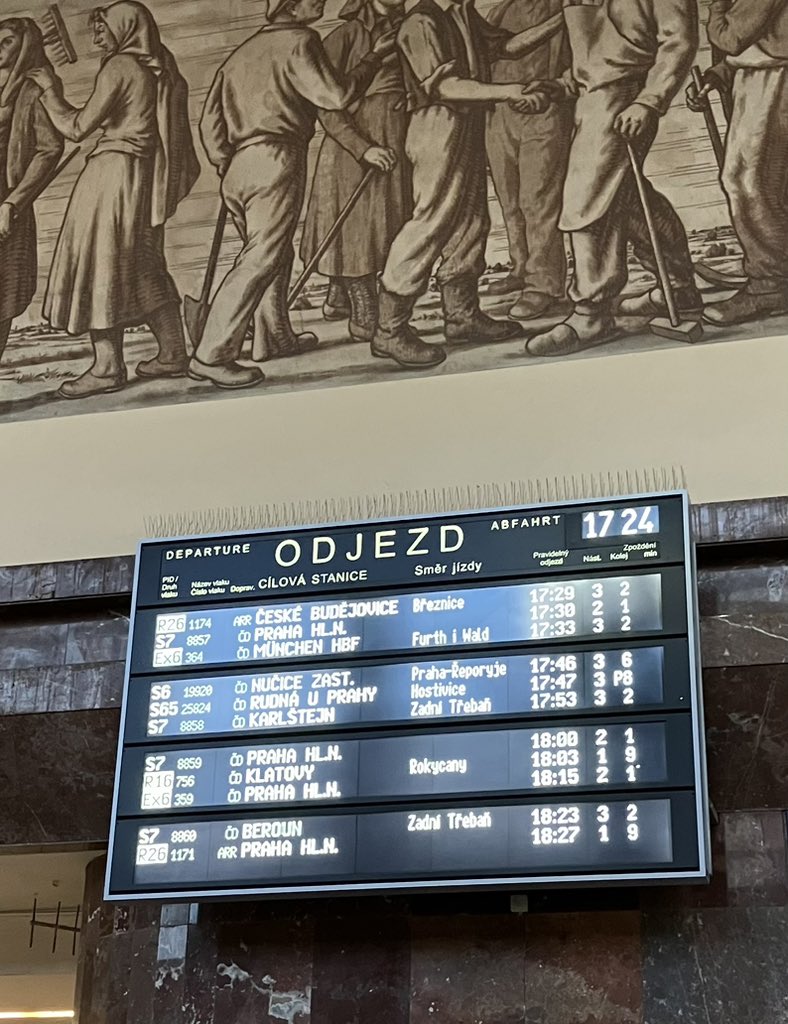 DEPARTURE ODJEZD ABFAHRT 17 24
PID / Druh vlaku Název vlaku Číslo vlaku Doprav. CÍLOVÁ STANICE Směr jízdy Pravidelný odjezd Nást. Kolej Zpoždění min
R26 1174 ARR ČESKÉ BUDĚJOVICE Březnice 17:29 3 2
S7 8857 ČD PRAHA HL.N. 17:30 2 1
Ex6 364 ČD MÜNCHEN HBF Furth i Wald 17:33 3 2
S6 19920 ČD NUČICE ZAST. Praha-Řeporyje 17:46 3 6
S65 25824 ČD RUDNÁ U PRAHY Hostivice 17:47 3 P8
S7 8858 ČD KARLŠTEJN Zadní Třebaň 17:53 3 2
S7 8859 ČD PRAHA HL.N. 18:00 2 1
R16 756 ČD KLATOVY Rokycany 18:03 1 9
Ex6 359 ČD PRAHA HL.N. 18:15 2 1
S7 8860 ČD BEROUN Zadní Třebaň 18:23 3 2
R26 1171 ARR PRAHA HL.N. 18:27 1 9